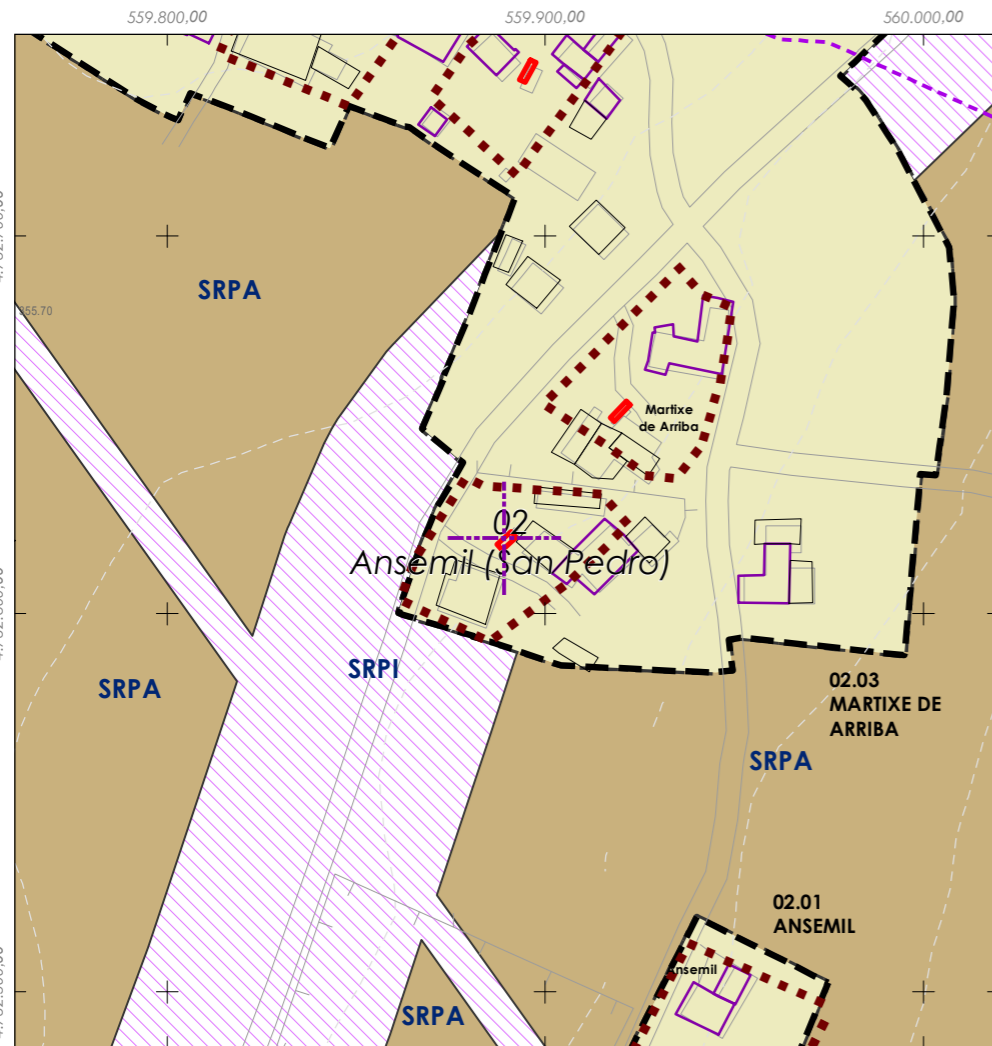 559.800,00
559.900,00
560.000,00
SRPA
355.70
Martixe
de Arriba
02
Ansemil (San Pedro)
SRPI
SRPA
02.03
MARTIXE DE
ARRIBA
SRPA
02.01
ANSEMIL
Ansemil
SRPA